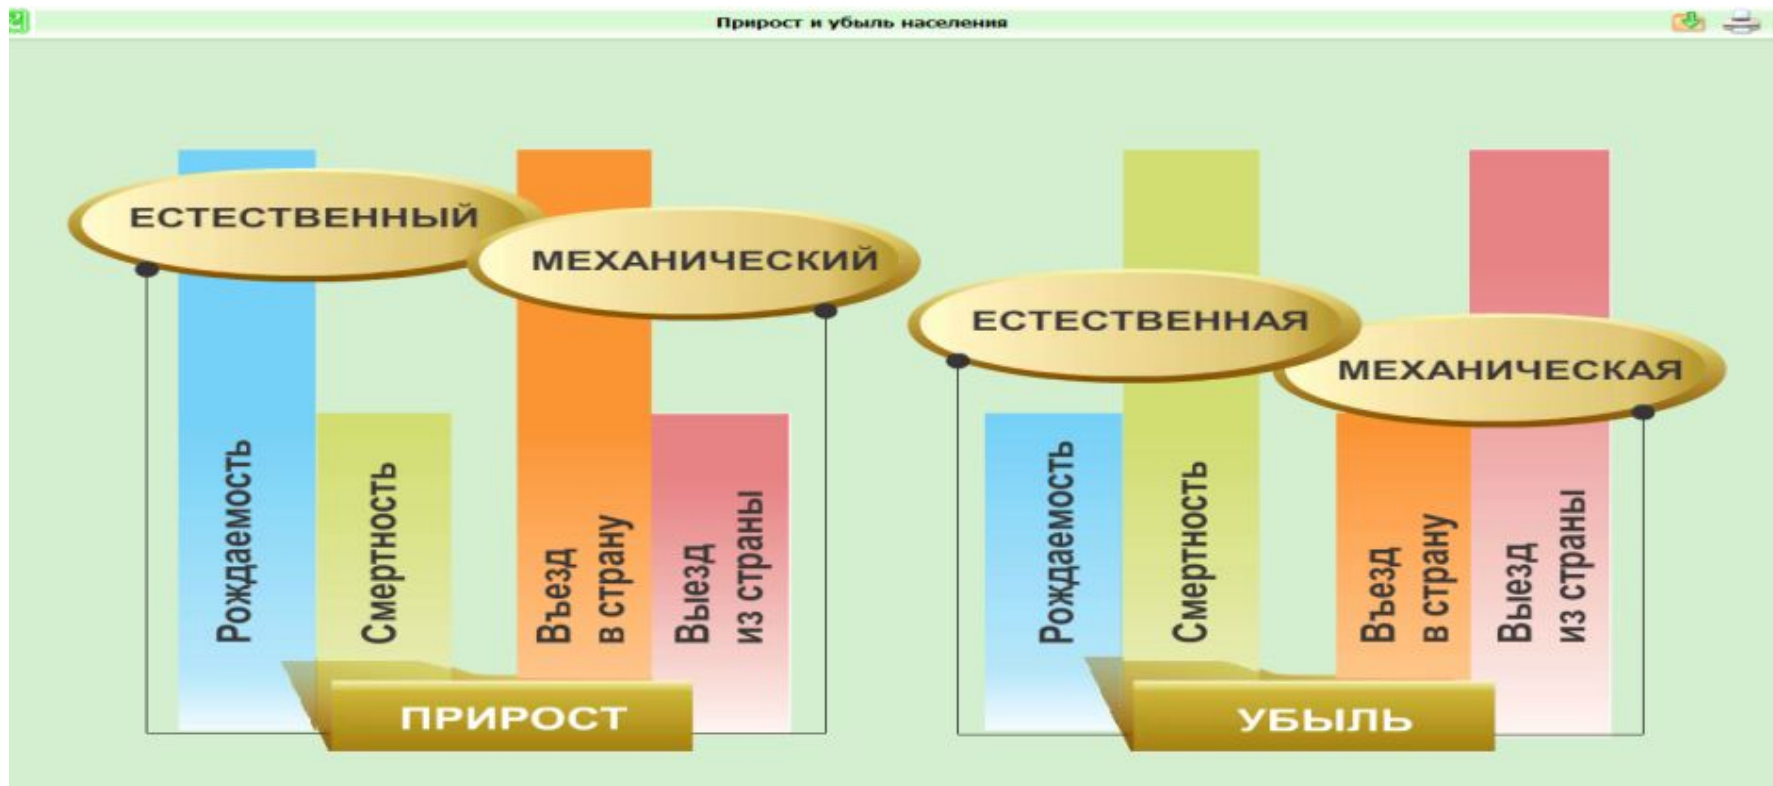 Прирост и убыль населения
ЕСТЕСТВЕННЫЙ
МЕХАНИЧЕСКИЙ
Рождаемость
Смертность
Въезд
в страну
Выезд
из страны
ПРИРОСТ
ЕСТЕСТВЕННАЯ
МЕХАНИЧЕСКАЯ
Рождаемость
Смертность
Въезд
в страну
Выезд
из страны
УБЫЛЬ